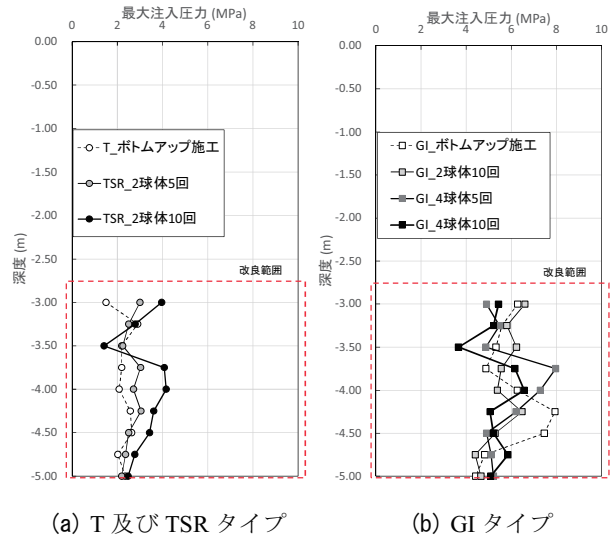 最大注入圧力 (MPa)
0 2 4 6 8 10
0.00
-0.50
-1.00
-1.50
-2.00
-2.50
-3.00
-3.50
-4.00
-4.50
-5.00
深度 (m)
T_ボトムアップ施工
TSR_2球体5回
TSR_2球体10回
改良範囲
(a) T 及び TSR タイプ
最大注入圧力 (MPa)
0 2 4 6 8 10
0.00
-0.50
-1.00
-1.50
-2.00
-2.50
-3.00
-3.50
-4.00
-4.50
-5.00
深度 (m)
GI_ボトムアップ施工
GI_2球体10回
GI_4球体5回
GI_4球体10回
改良範囲
(b) GI タイプ